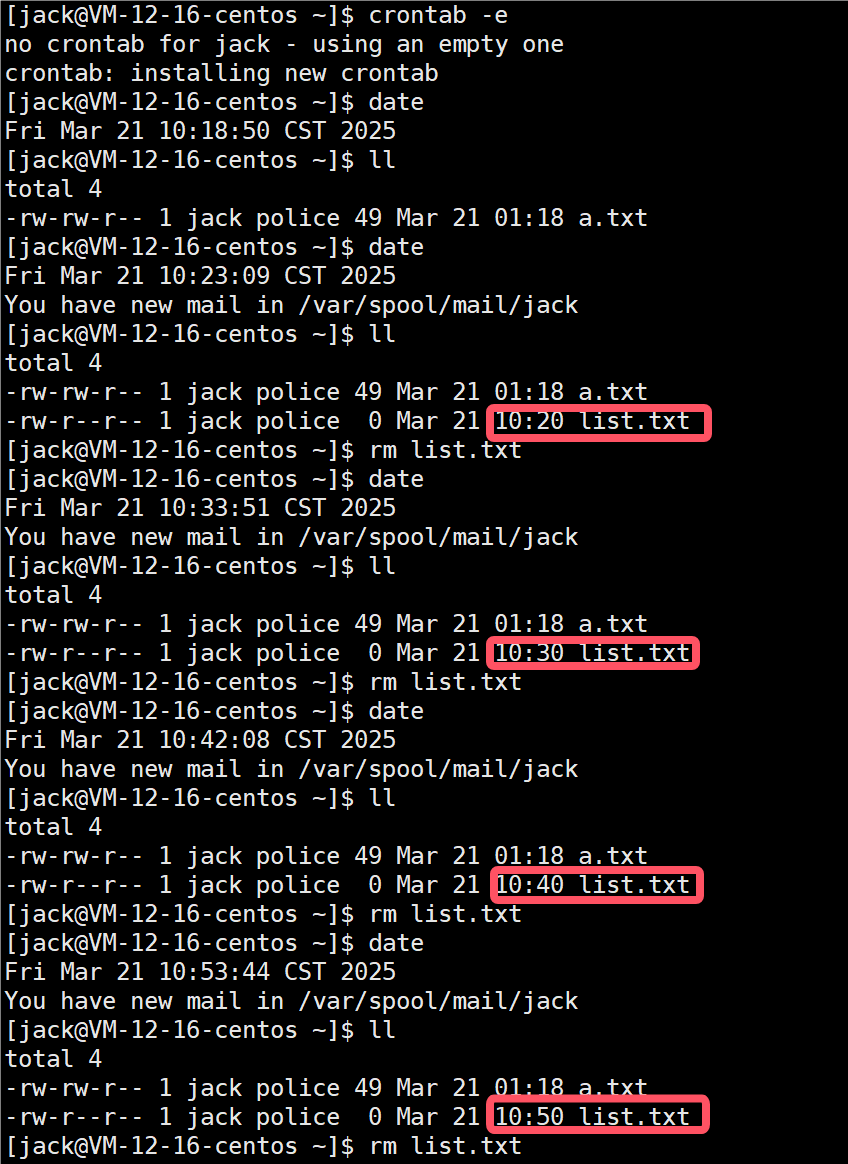 [jack@VM-12-16-centos ~]$ crontab -e
no crontab for jack - using an empty one
crontab: installing new crontab
[jack@VM-12-16-centos ~]$ date
Fri Mar 21 10:18:50 CST 2025
[jack@VM-12-16-centos ~]$ ll
total 4
-rw-rw-r-- 1 jack police 49 Mar 21 01:18 a.txt
[jack@VM-12-16-centos ~]$ date
Fri Mar 21 10:23:09 CST 2025
You have new mail in /var/spool/mail/jack
[jack@VM-12-16-centos ~]$ ll
total 4
-rw-rw-r-- 1 jack police 49 Mar 21 01:18 a.txt
-rw-r--r-- 1 jack police  0 Mar 21 10:20 list.txt
[jack@VM-12-16-centos ~]$ rm list.txt
[jack@VM-12-16-centos ~]$ date
Fri Mar 21 10:33:51 CST 2025
You have new mail in /var/spool/mail/jack
[jack@VM-12-16-centos ~]$ ll
total 4
-rw-rw-r-- 1 jack police 49 Mar 21 01:18 a.txt
-rw-r--r-- 1 jack police  0 Mar 21 10:30 list.txt
[jack@VM-12-16-centos ~]$ rm list.txt
[jack@VM-12-16-centos ~]$ date
Fri Mar 21 10:42:08 CST 2025
You have new mail in /var/spool/mail/jack
[jack@VM-12-16-centos ~]$ ll
total 4
-rw-rw-r-- 1 jack police 49 Mar 21 01:18 a.txt
-rw-r--r-- 1 jack police  0 Mar 21 10:40 list.txt
[jack@VM-12-16-centos ~]$ rm list.txt
[jack@VM-12-16-centos ~]$ date
Fri Mar 21 10:53:44 CST 2025
You have new mail in /var/spool/mail/jack
[jack@VM-12-16-centos ~]$ ll
total 4
-rw-rw-r-- 1 jack police 49 Mar 21 01:18 a.txt
-rw-r--r-- 1 jack police  0 Mar 21 10:50 list.txt
[jack@VM-12-16-centos ~]$ rm list.txt